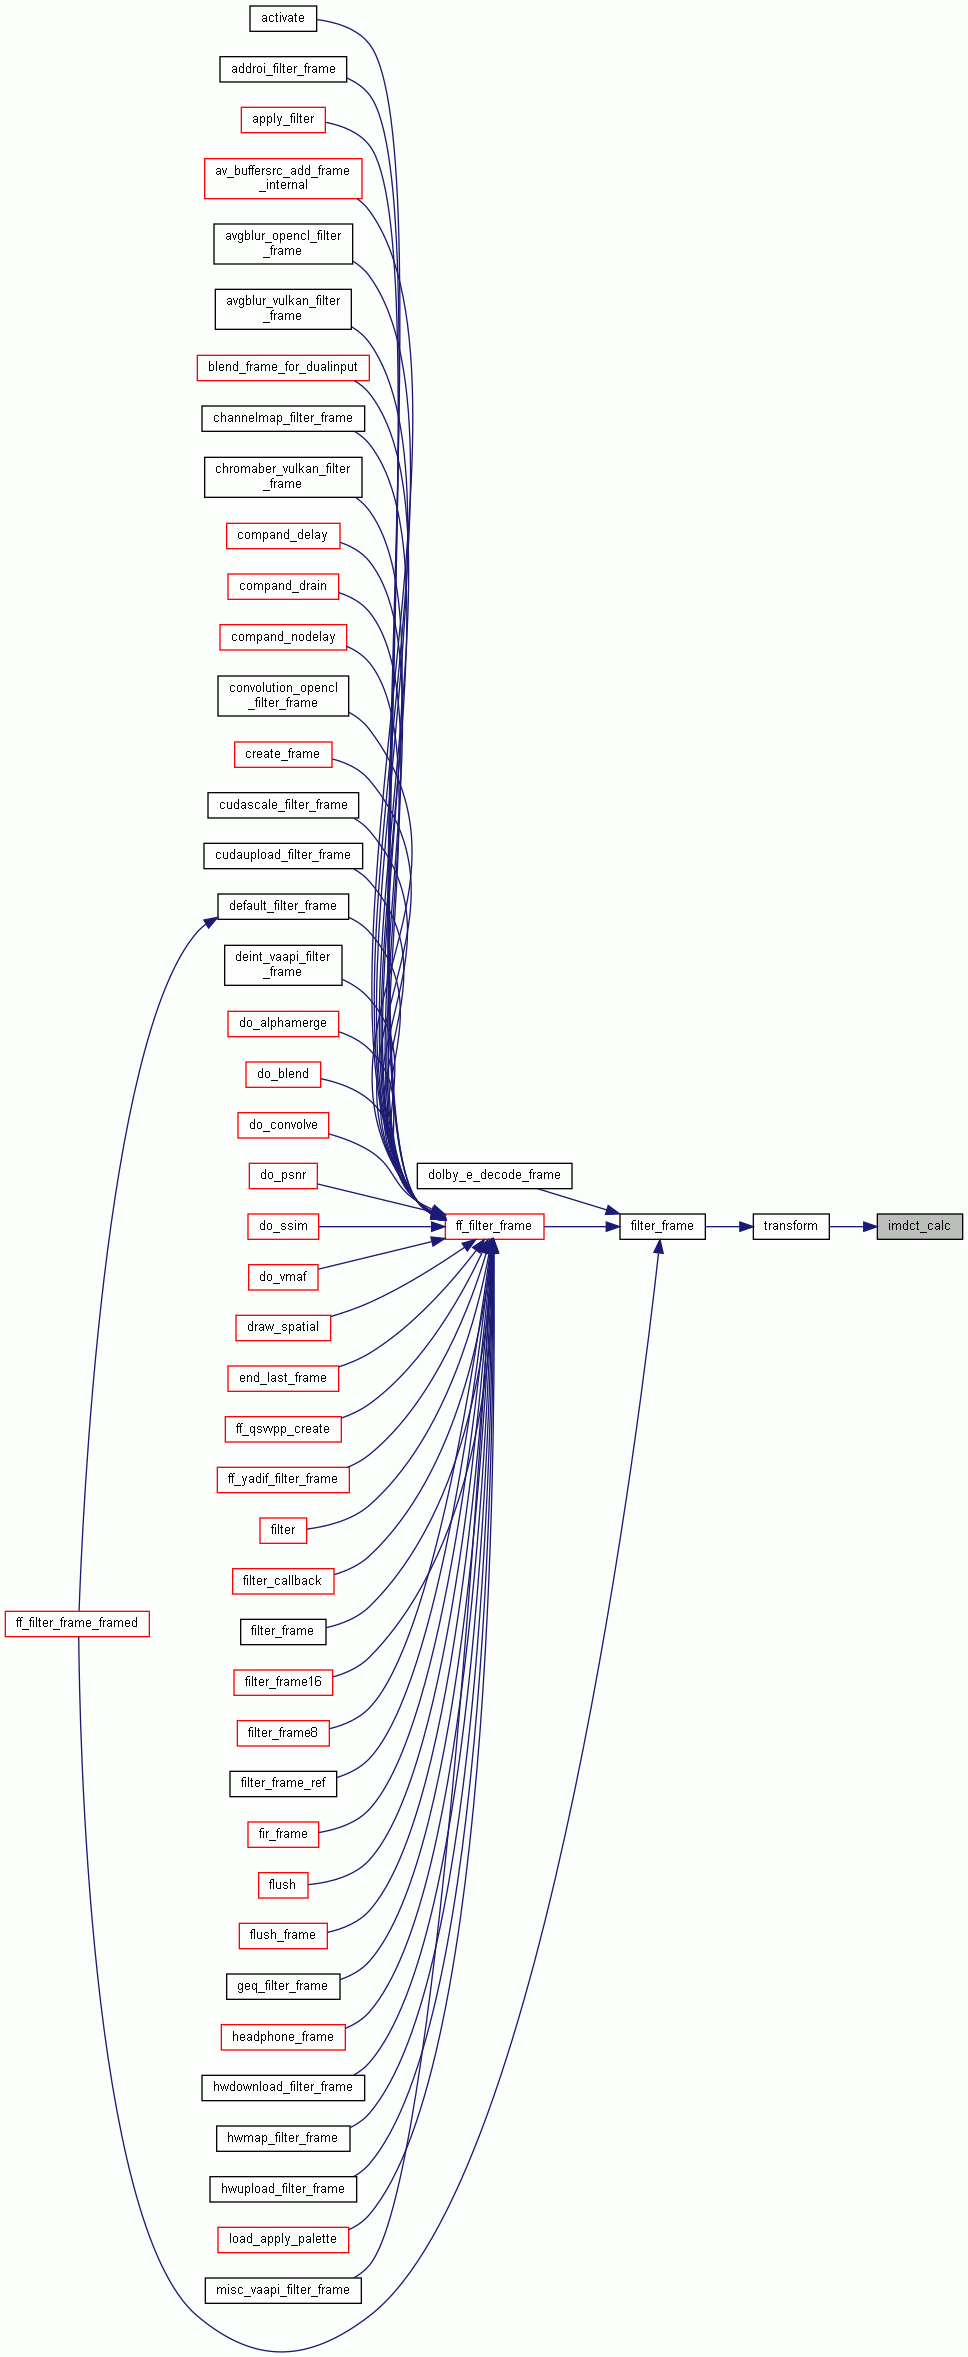 activate
addroi_filter_frame
apply_filter
av_buffersrc_add_frame
_internal
avgblur_opencl_filter
_frame
avgblur_vulkan_filter
_frame
blend_frame_for_dualinput
channelmap_filter_frame
chromaber_vulkan_filter
_frame
compand_delay
compand_drain
compand_nodelay
convolution_opencl
_filter_frame
create_frame
cudascale_filter_frame
cudaupload_filter_frame
default_filter_frame
deint_vaapi_filter
_frame
do_alphamerge
do_blend
do_convolve
do_psnr
dolby_e_decode_frame
do_ssim
ff_filter_frame
filter_frame
transform
imdct_calc
do_vmaf
draw_spatial
end_last_frame
ff_qsvvpp_create
ff_yadif_filter_frame
filter
filter_callback
ff_filter_frame_framed
filter_frame
filter_frame16
filter_frame8
filter_frame_ref
fir_frame
flush
flush_frame
geq_filter_frame
headphone_frame
hwdownload_filter_frame
hwmap_filter_frame
hwupload_filter_frame
load_apply_palette
misc_vaapi_filter_frame